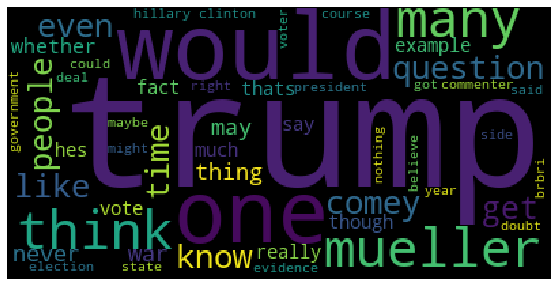 hillary clinton
voter
course
many
would
even
whether
example
question
could
deal
fact
thats
right
president
got
commenter
said
government
people
trump
maybe
might
hes
time
may
say
much
thing
nothing
believe
side
year
brbri
like
one
comey
though
get
doubt
think
vote
know
really
mueller
never
war
election
state
evidence